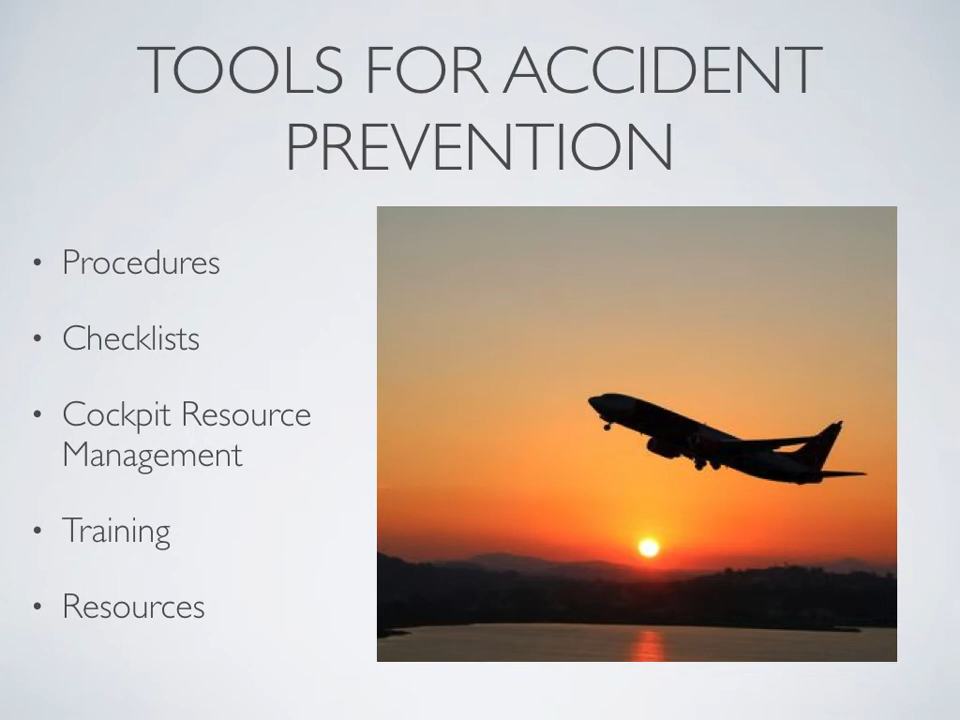 TOOLS FOR ACCIDENT
PREVENTION
• Procedures
• Checklists
• Cockpit Resource
Management
• Training
• Resources